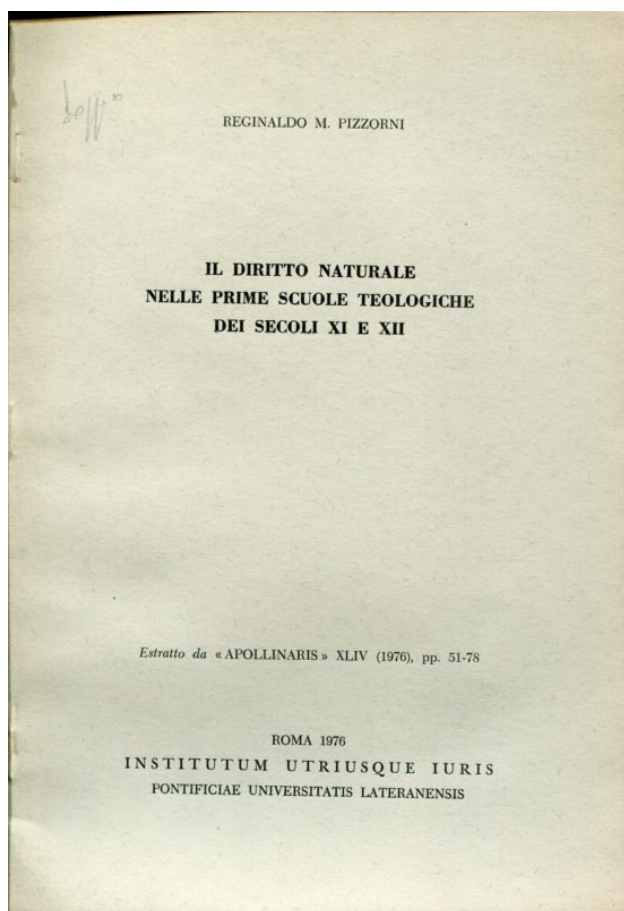 REGINALDO M. PIZZORNI
IL DIRITTO NATURALE
NELLE PRIME SCUOLE TEOLOGICHE
DEI SECOLI XI E XII
Estratto da « APOLLINARIS » XLIV (1976), pp. 51-78
ROMA 1976
INSTITUTUM UTRIUSQUE IURIS
PONTIFICIAE UNIVERSITATIS LATERANENSIS